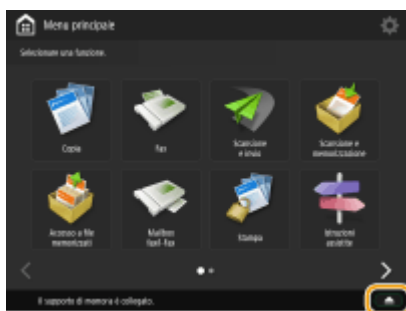 Menu principale
Selezionare una funzione.
Copia
Fax
Scansione
e invio
Scansione e
memorizzazione
Accesso a file
memorizzati
Mailbox
fax/I-Fax
Stampa
Istruzioni
assistite
Il supporto di memoria è collegato.